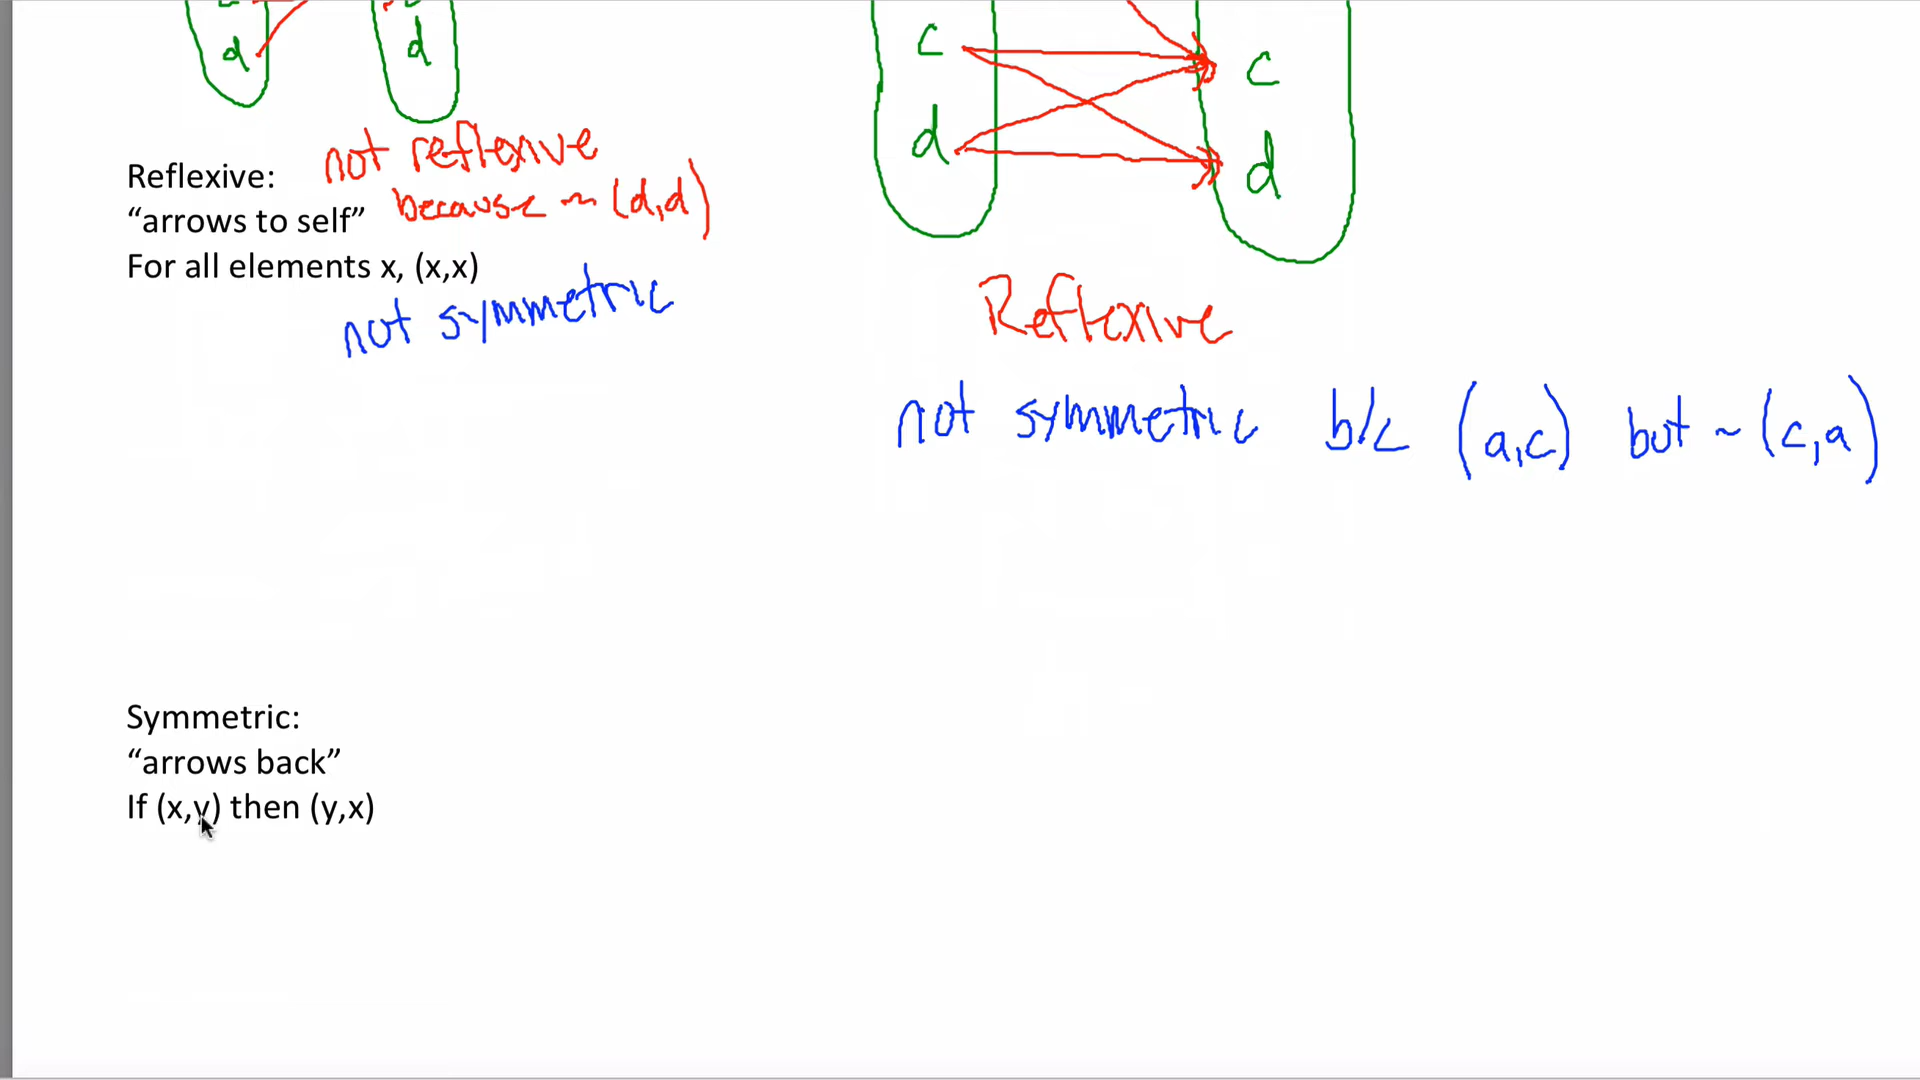 d d
c c
d d
not reflexive
Reflexive:
because ~ (d,d)
“arrows to self”
For all elements x, (x,x)
not symmetric
Reflexive
not symmetric b/c (a,c) but ~ (c,a)
Symmetric:
“arrows back”
If (x,y) then (y,x)